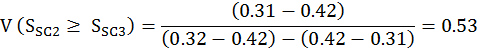 V (S_SC2 ≥ S_SC3) = (0.31 − 0.42) / ((0.32 − 0.42) − (0.42 − 0.31)) = 0.53